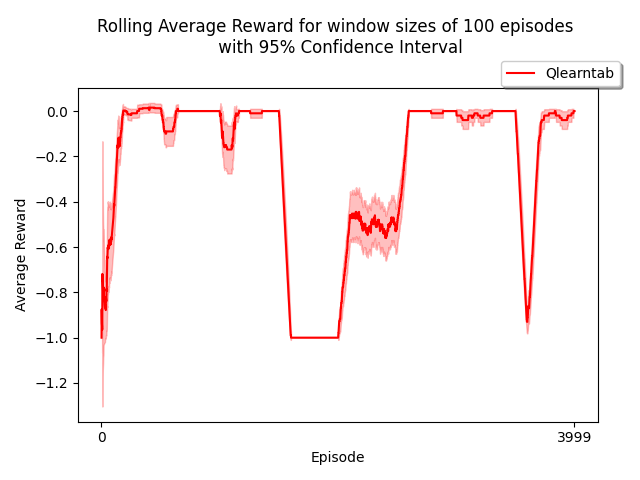 Rolling Average Reward for window sizes of 100 episodes
with 95% Confidence Interval
Qlearntab
0.0
−0.2
−0.4
−0.6
−0.8
−1.0
−1.2
Average Reward
0
3999
Episode